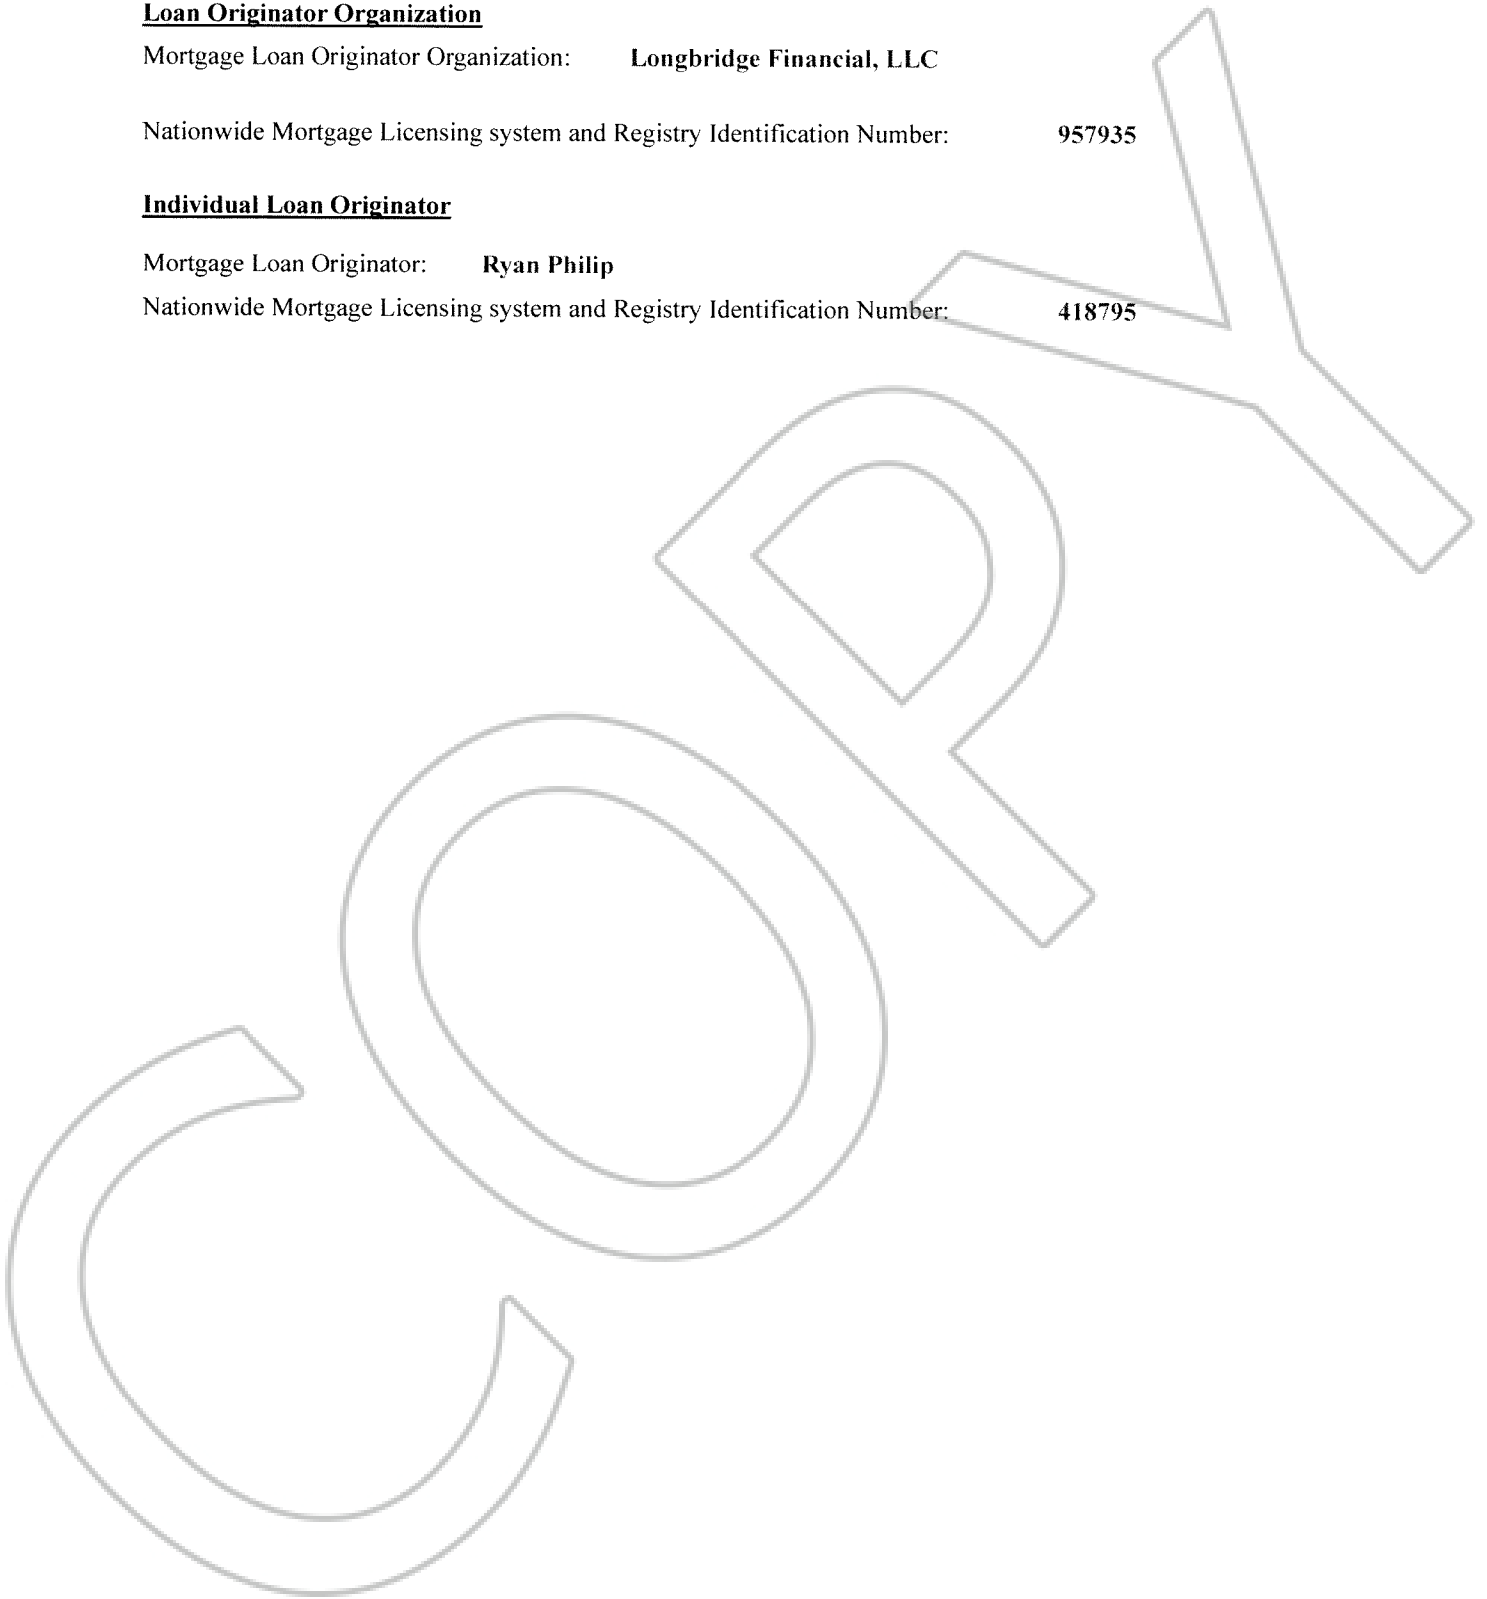 Loan Originator Organization
Mortgage Loan Originator Organization: Longbridge Financial, LLC
Nationwide Mortgage Licensing system and Registry Identification Number: 957935
Individual Loan Originator
Mortgage Loan Originator: Ryan Philip
Nationwide Mortgage Licensing system and Registry Identification Number: 418795
COPY